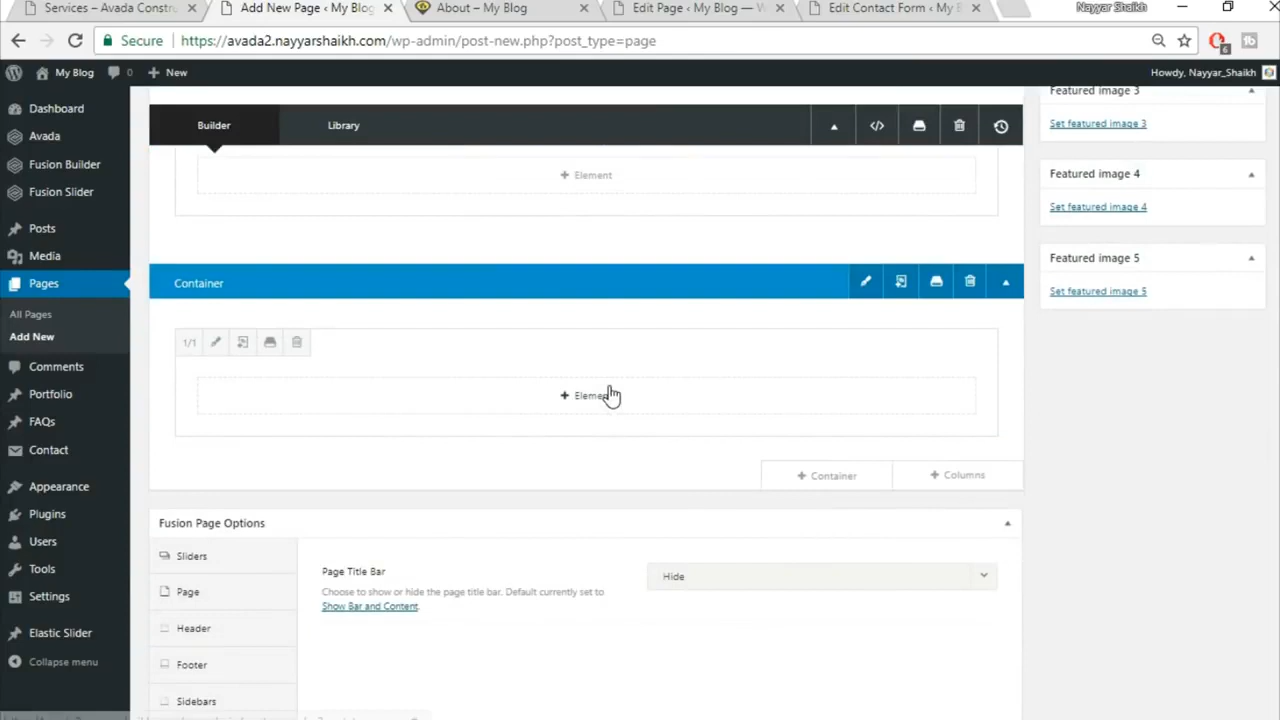 Services – Avada Constru
Add New Page ‹ My Blog
About – My Blog
Edit Page ‹ My Blog — W
Edit Contact Form ‹ My B
Nayyar Shaikh
Secure
https://avada2.nayyarshaikh.com/wp-admin/post-new.php?post_type=page
6
My Blog
0
New
Howdy, Nayyar_Shaikh
Dashboard
Avada
Fusion Builder
Fusion Slider
Posts
Media
Pages
All Pages
Add New
Comments
Portfolio
FAQs
Contact
Appearance
Plugins
Users
Tools
Settings
Elastic Slider
Collapse menu
Builder
Library
+ Element
Container
1/1
+ Element
+ Container
+ Columns
Fusion Page Options
Sliders
Page
Header
Footer
Sidebars
Page Title Bar
Choose to show or hide the page title bar. Default currently set to
Show Bar and Content.
Hide
Featured image 3
Set featured image 3
Featured image 4
Set featured image 4
Featured image 5
Set featured image 5